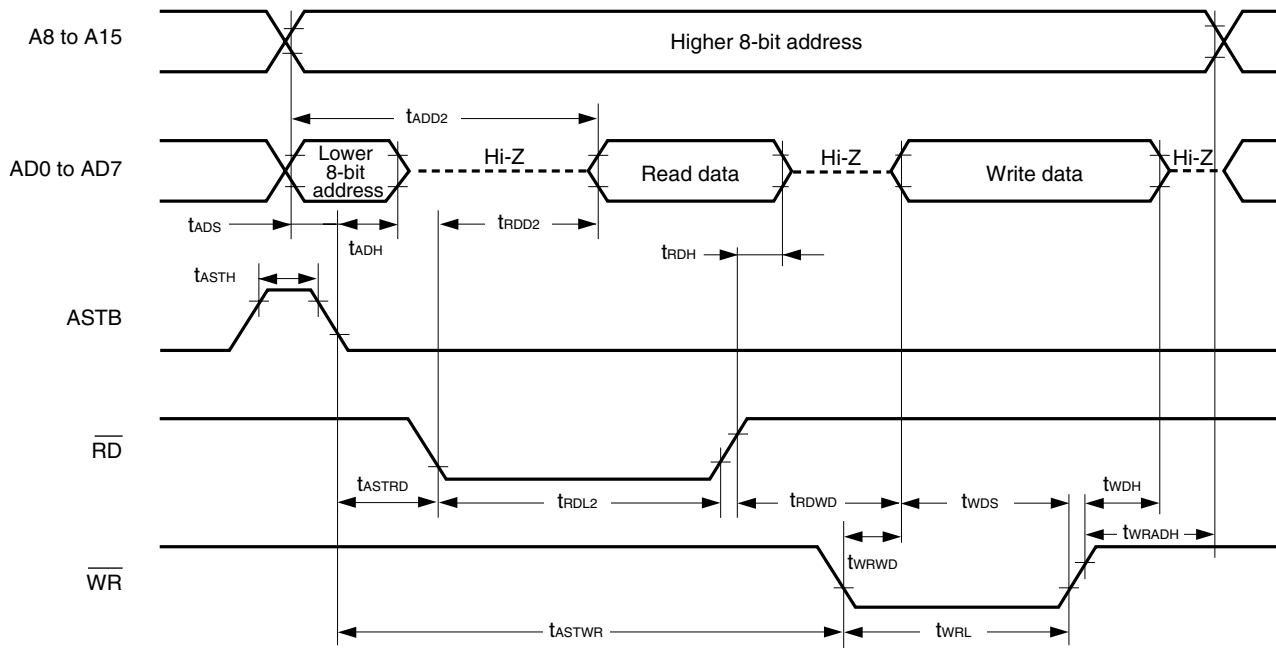 A8 to A15
Higher 8-bit address
tADD2
AD0 to AD7
Lower
8-bit
address
Hi-Z
Read data
Hi-Z
Write data
Hi-Z
tADS
tADH
tRDD2
tRDH
tASTH
ASTB
RD
tASTRD
tRDL2
tRDWD
tWDS
tWDH
tWRADH
tWRWD
WR
tASTWR
tWRL